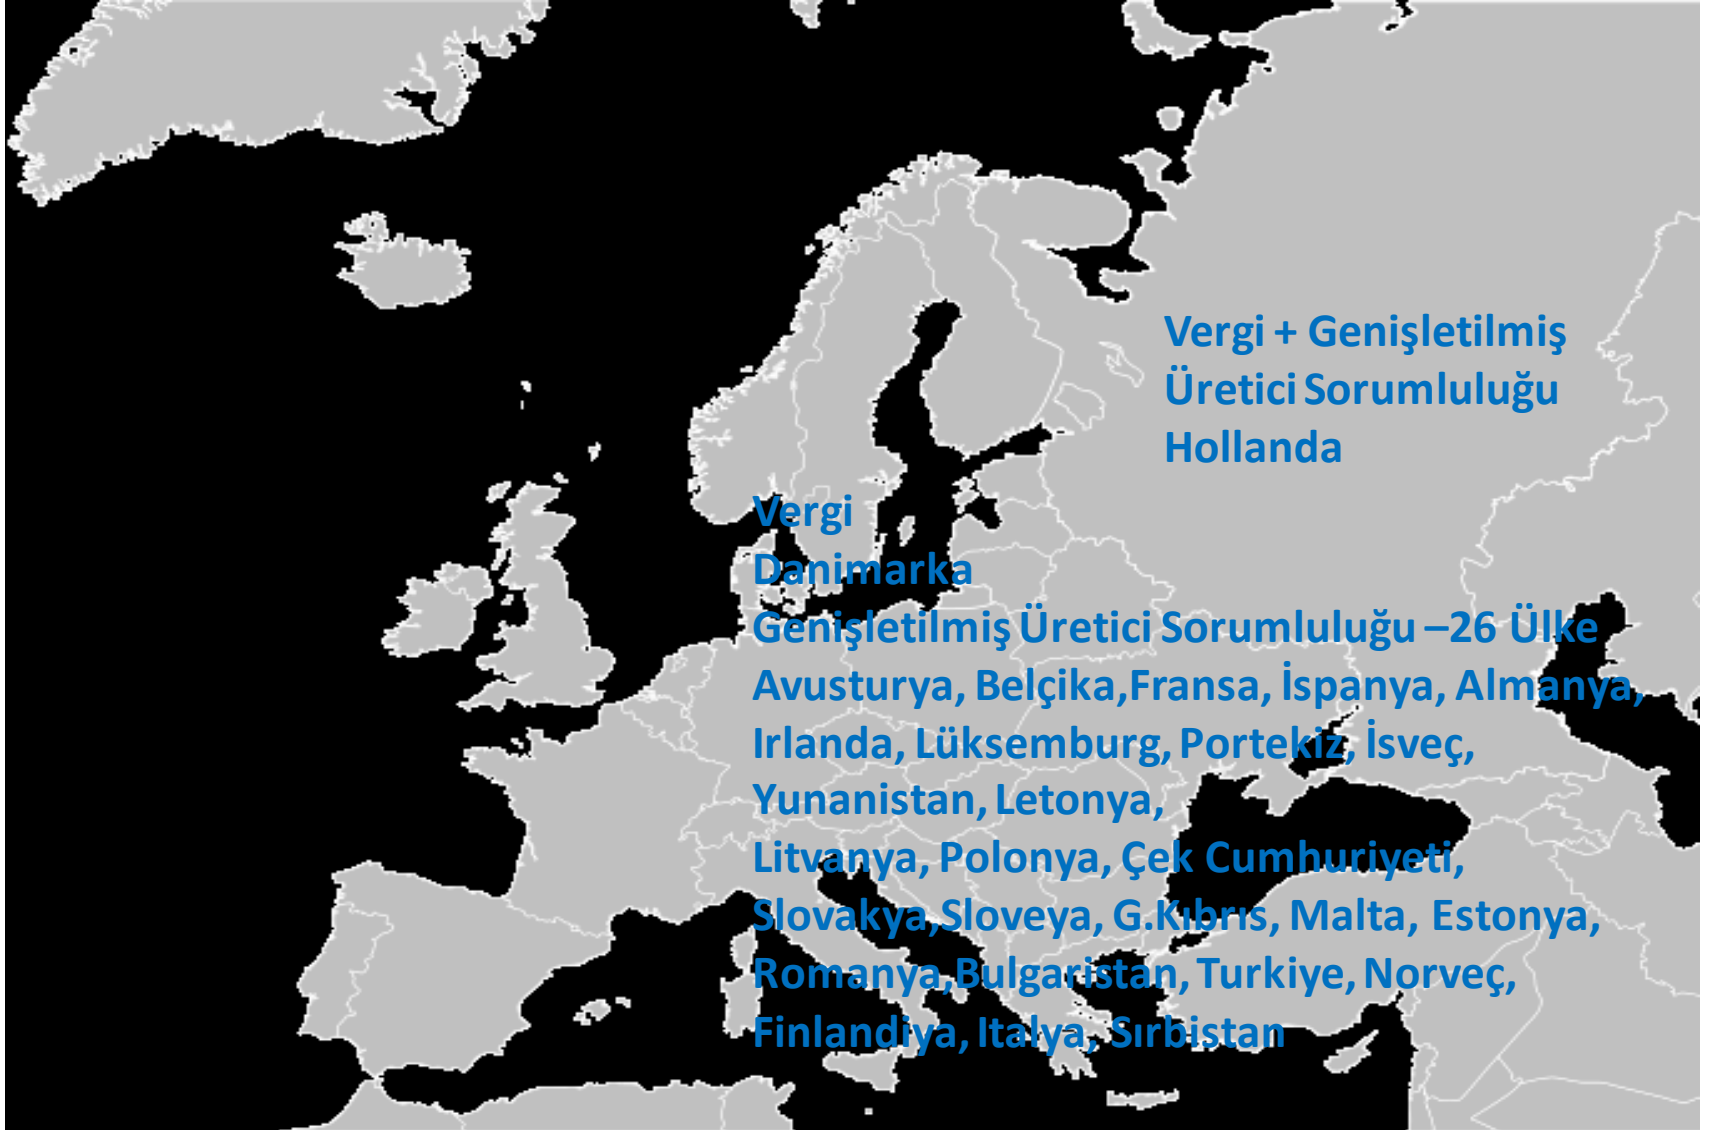 Vergi + Genişletilmiş
Üretici Sorumluluğu
Hollanda
Vergi
Danimarka
Genişletilmiş Üretici Sorumluluğu –26 Ülke
Avusturya, Belçika,Fransa, İspanya, Almanya,
Irlanda, Lüksemburg, Portekiz, İsveç,
Yunanistan, Letonya,
Litvanya, Polonya, Çek Cumhuriyeti,
Slovakya,Sloveya, G.Kıbrıs, Malta, Estonya,
Romanya,Bulgaristan, Turkiye, Norveç,
Finlandiya, Italya, Sırbistan